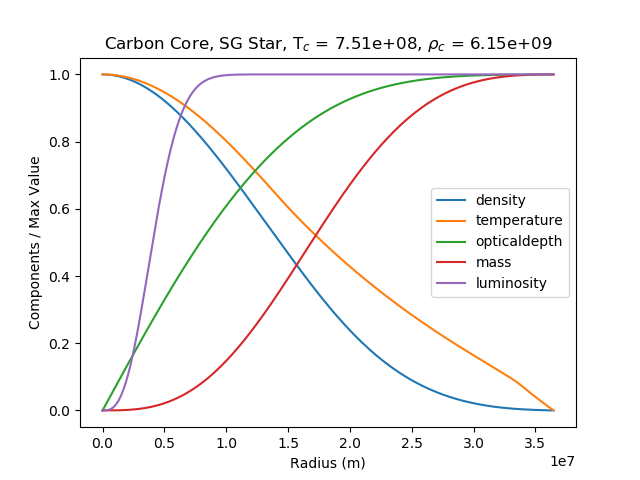 Carbon Core, SG Star, T_c = 7.51e+08, ρ_c = 6.15e+09
Components / Max Value
1.0
0.8
0.6
0.4
0.2
0.0
density
temperature
opticaldepth
mass
luminosity
0.0 0.5 1.0 1.5 2.0 2.5 3.0 3.5
1e7
Radius (m)